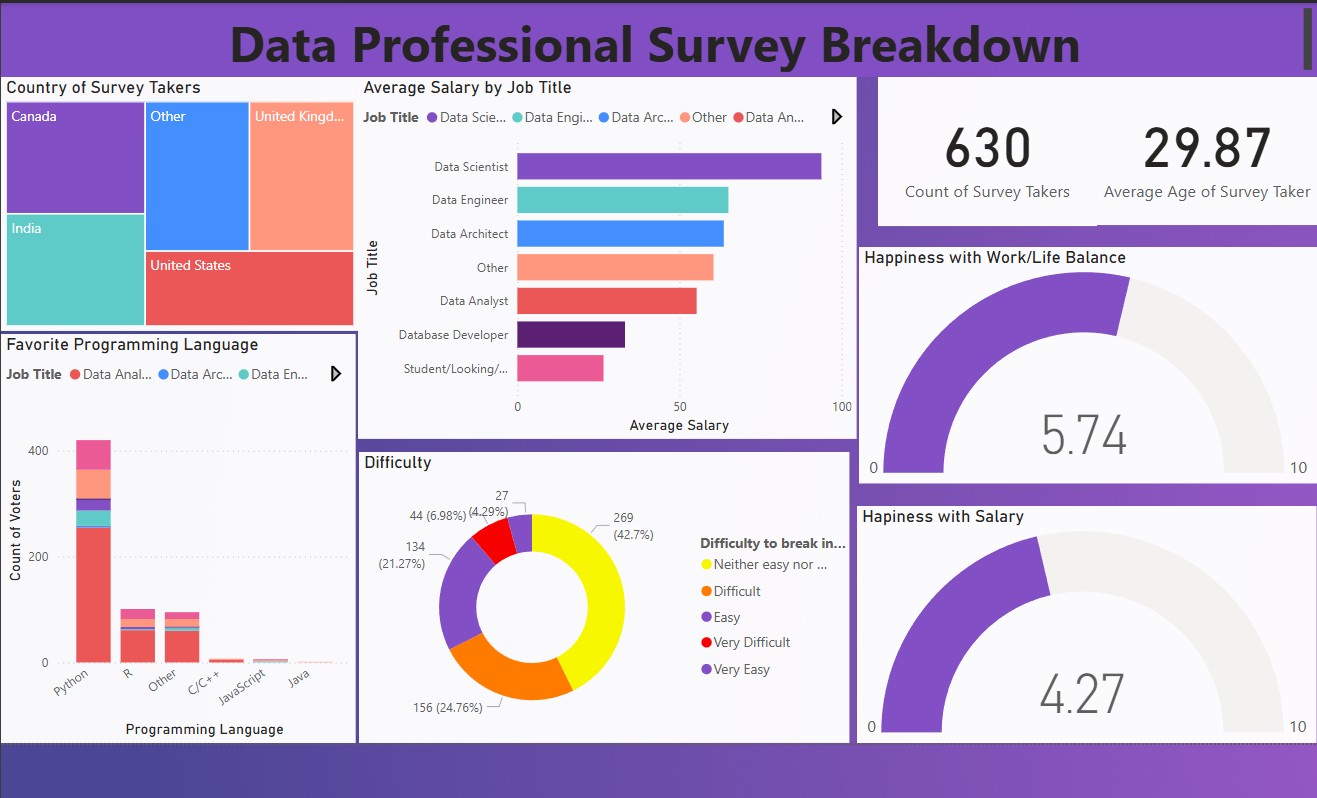 Data Professional Survey Breakdown
Country of Survey Takers
Canada
Other
United Kingd...
India
United States
Average Salary by Job Title
Job Title Data Scie... Data Engi... Data Arc... Other Data An...
Job Title
Data Scientist
Data Engineer
Data Architect
Other
Data Analyst
Database Developer
Student/Looking/...
0 50 100
Average Salary
630
Count of Survey Takers
29.87
Average Age of Survey Taker
Happiness with Work/Life Balance
5.74
0 10
Favorite Programming Language
Job Title Data Anal... Data Arc... Data En...
Count of Voters
400
200
0
Python R Other C/C++ JavaScript Java
Programming Language
Difficulty
27
(4.29%)
44 (6.98%)
134
(21.27%)
156 (24.76%)
269
(42.7%)
Difficulty to break in...
Neither easy nor ...
Difficult
Easy
Very Difficult
Very Easy
Hapiness with Salary
4.27
0 10